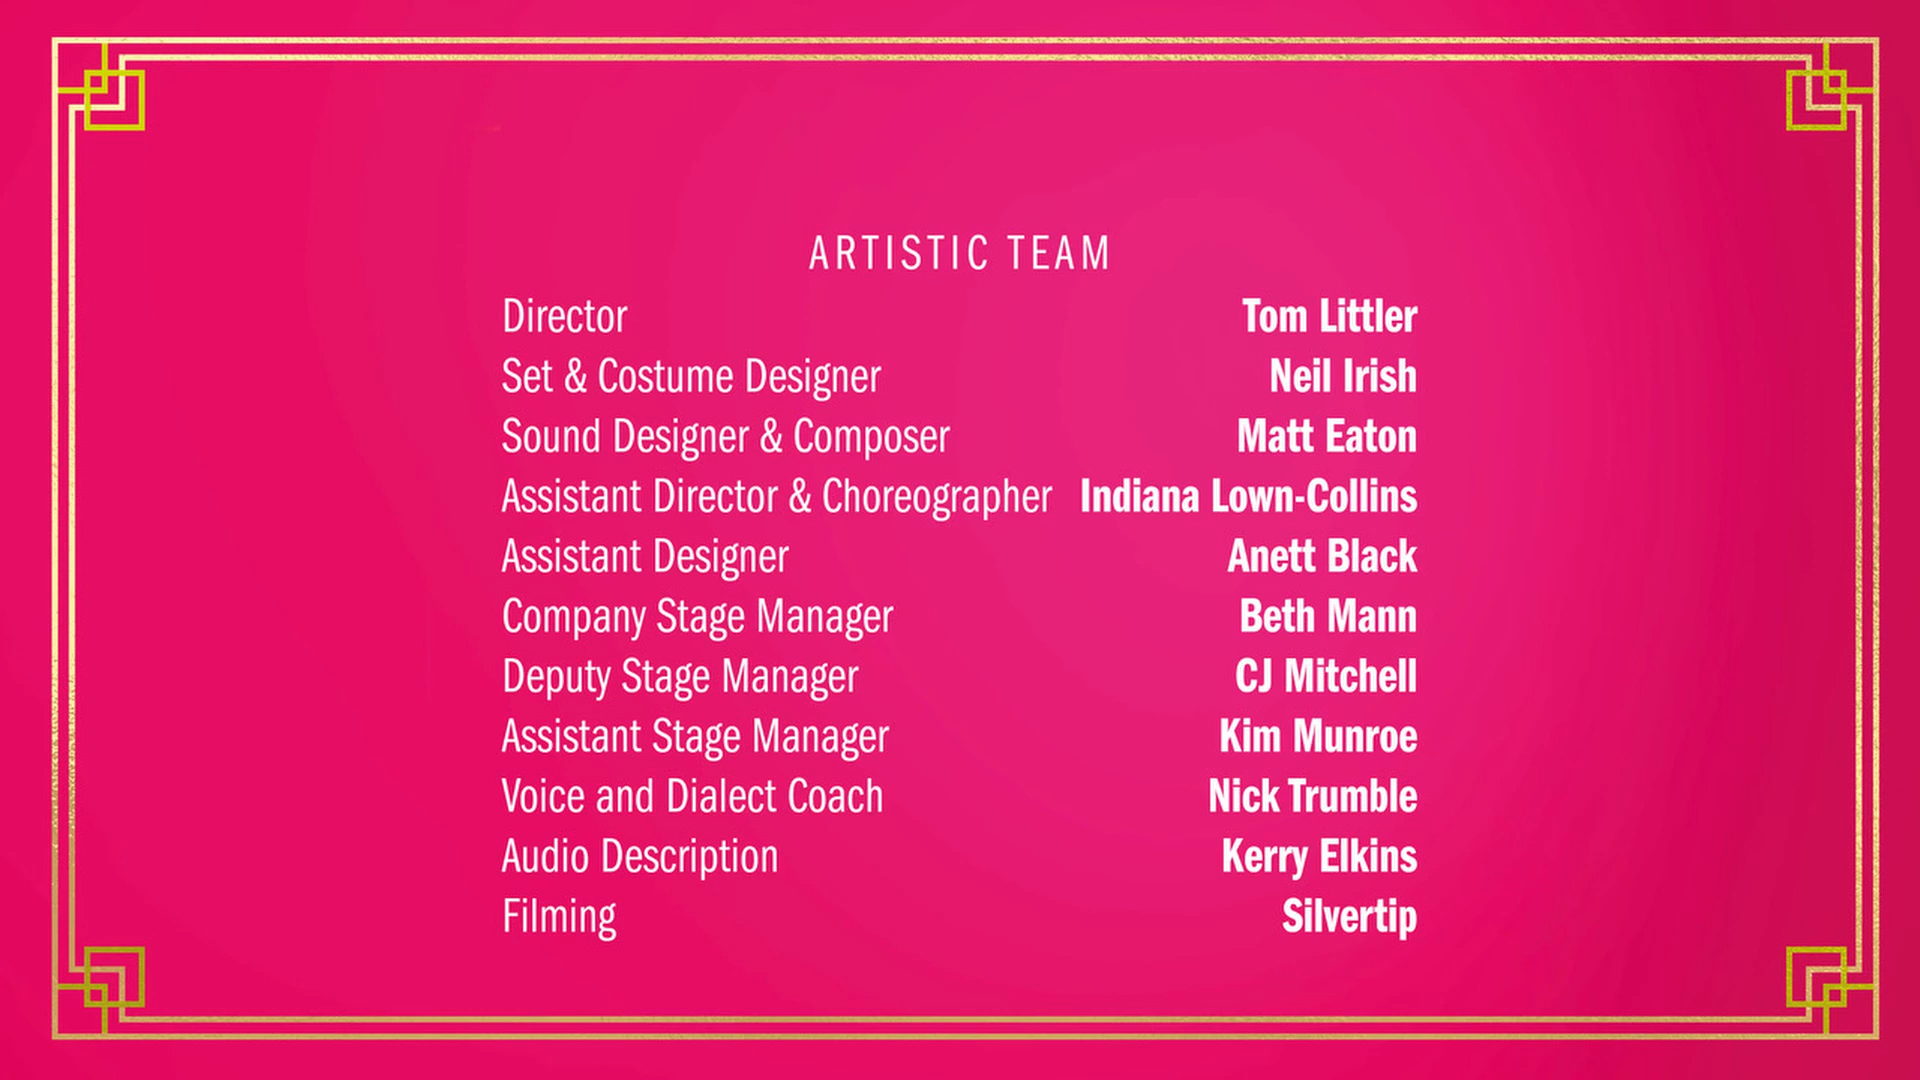 ARTISTIC TEAM
Director Tom Littler
Set & Costume Designer Neil Irish
Sound Designer & Composer Matt Eaton
Assistant Director & Choreographer Indiana Lown-Collins
Assistant Designer Anett Black
Company Stage Manager Beth Mann
Deputy Stage Manager CJ Mitchell
Assistant Stage Manager Kim Munroe
Voice and Dialect Coach Nick Trumble
Audio Description Kerry Elkins
Filming Silvertip